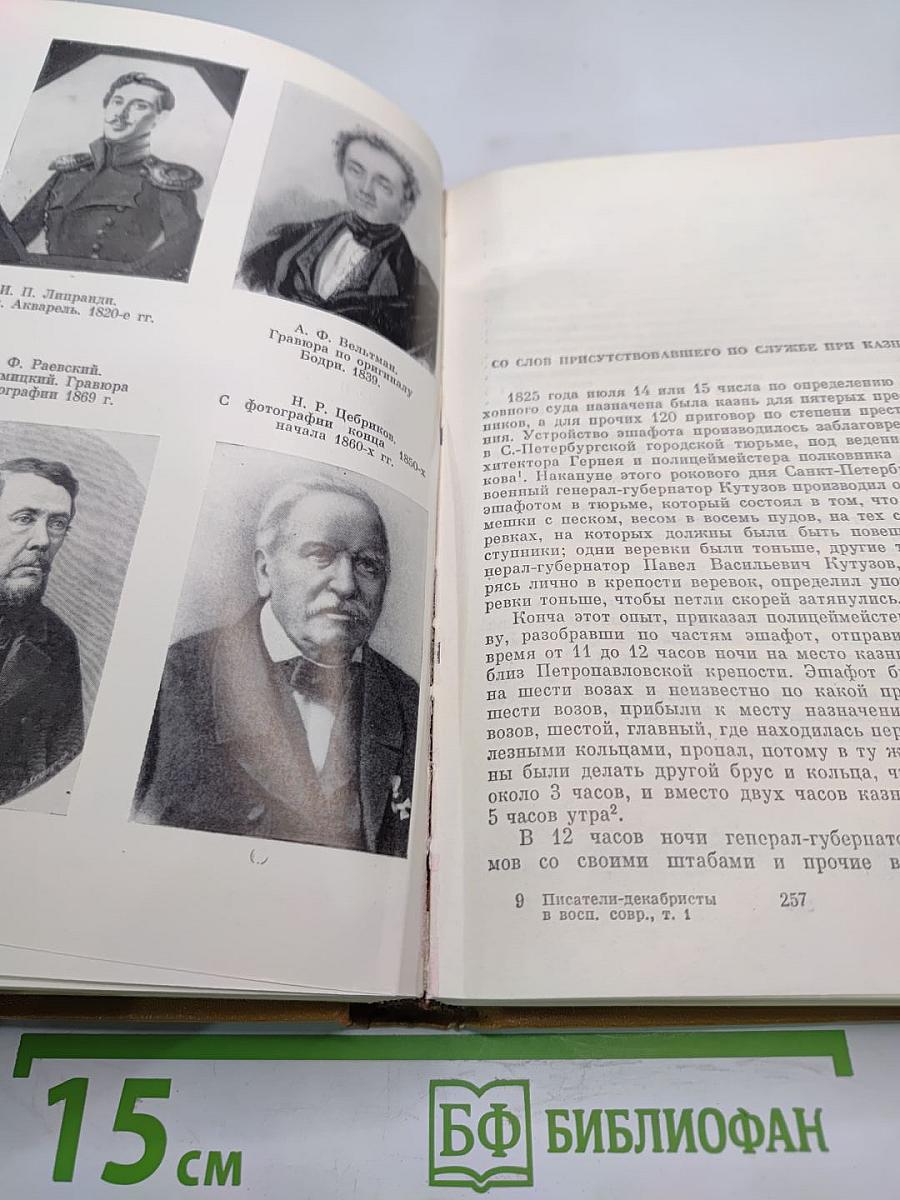 И. П. Липранди.
Акварель. 1820-е гг.
А. Ф. Вельтман.
Гравюра по оригиналу
Бодри. 1839.
Ф. Раевский.
мицкий. Гравюра
ографии 1869 г.
Н. Р. Цебриков.
С фотографии конца 1850-х
начала 1860-х гг.
СО СЛОВ ПРИСУТСТВОВАВШЕГО ПО СЛУЖБЕ ПРИ КАЗН
1825 года июля 14 или 15 числа по определению
ховного суда назначена была казнь для пятерых пре
ников, а для прочих 120 приговор по степени прест
ния. Устройство эшафота производилось заблаговре
в С.-Петербургской городской тюрьме, под ведени
хитектора Гернея и полицеймейстера полковника
кова¹. Накануне этого рокового дня Санкт-Петербу
военный генерал-губернатор Кутузов производил о
эшафотом в тюрьме, который состоял в том, что
мешки с песком, весом в восемь пудов, на тех с
ревках, на которых должны были быть повеш
ступники; одни веревки были тоньше, другие т
нерал-губернатор Павел Васильевич Кутузов,
рясь лично в крепости веревок, определил упо
ревки тоньше, чтобы петли скорей затянулись.
Конча этот опыт, приказал полицеймейстер
ву, разобравши по частям эшафот, отправи
время от 11 до 12 часов ночи на место казни
близ Петропавловской крепости. Эшафот б
на шести возах и неизвестно по какой пр
шести возов, прибыли к месту назначени
возов, шестой, главный, где находилась пер
лезными кольцами, пропал, потому в ту ж
ны были делать другой брус и кольца, ч
около 3 часов, и вместо двух часов казн
5 часов утра².
В 12 часов ночи генерал-губернато
мов со своими штабами и прочие в
9 Писатели-декабристы
в восп. совр., т. 1
257
15 см
БФ БИБЛИОФАН